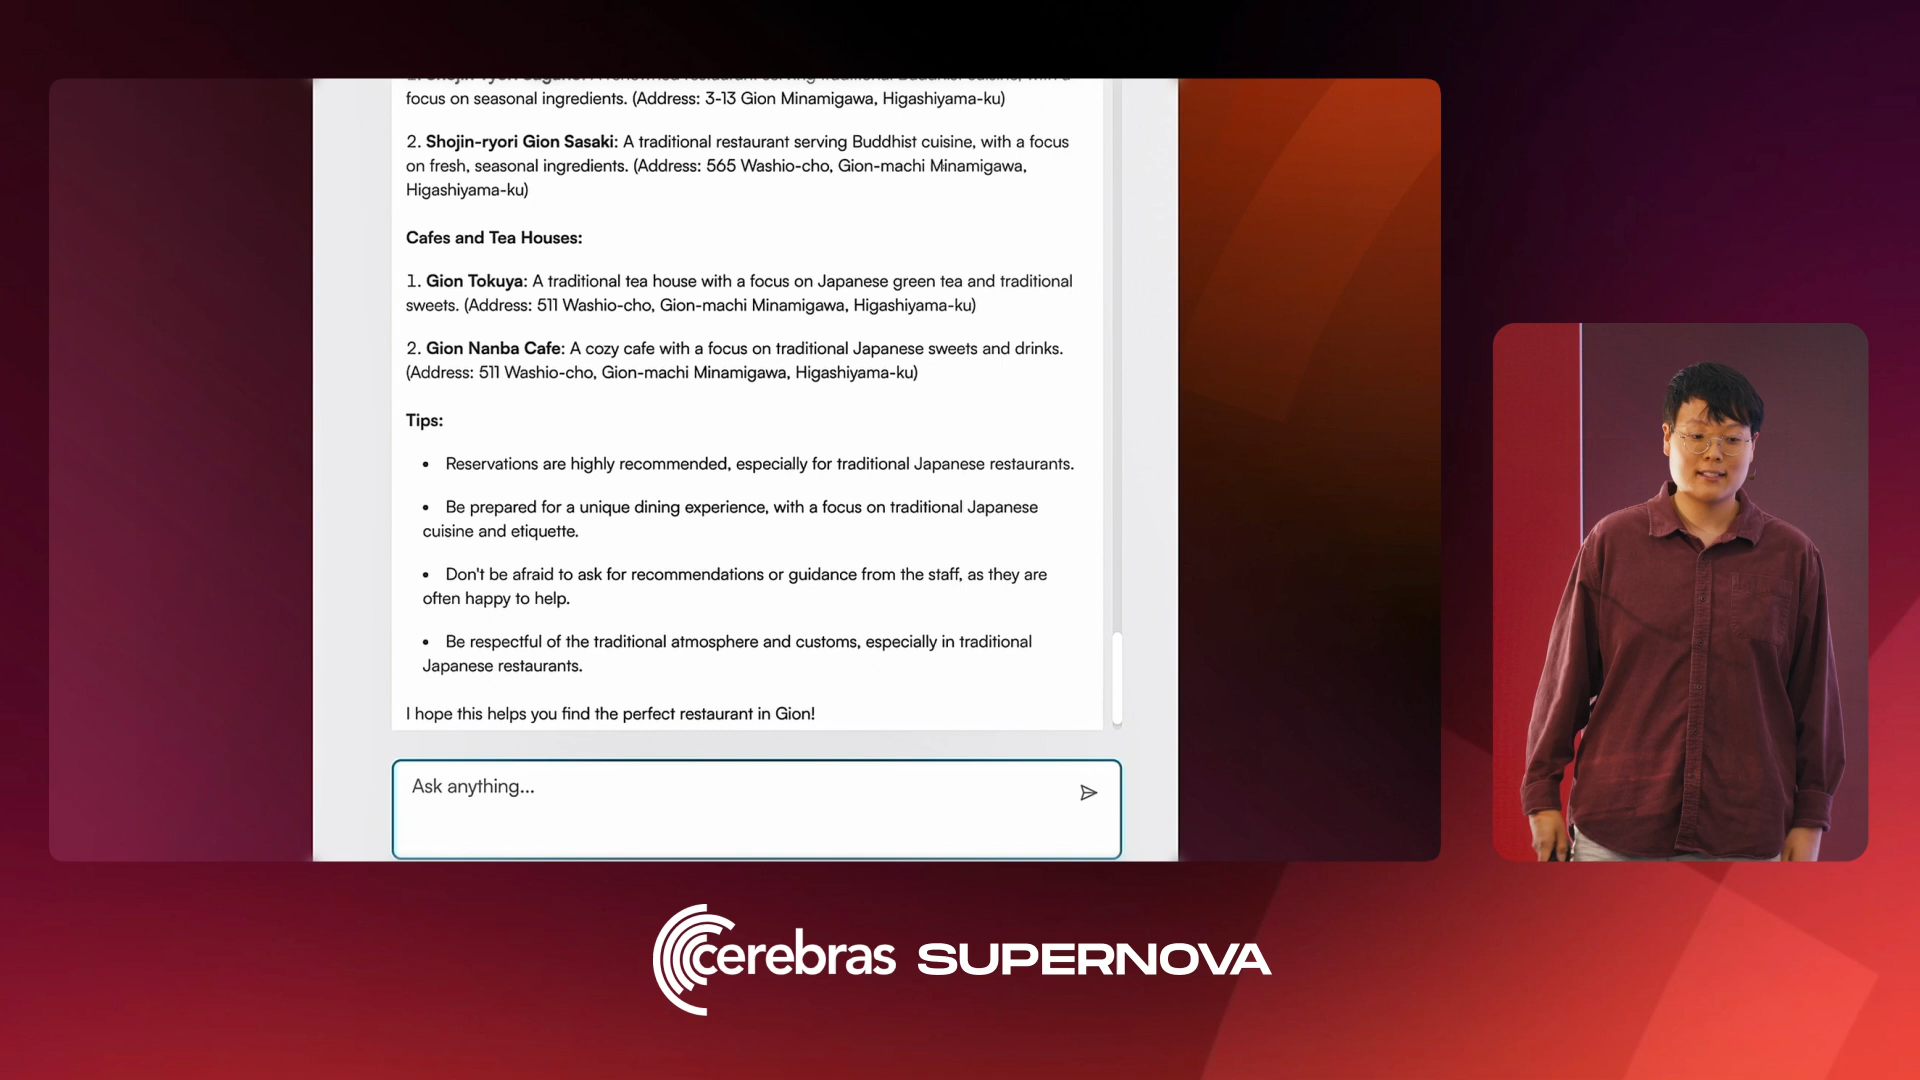 focus on seasonal ingredients. (Address: 3-13 Gion Minamigawa, Higashiyama-ku)
2. Shojin-ryori Gion Sasaki: A traditional restaurant serving Buddhist cuisine, with a focus
on fresh, seasonal ingredients. (Address: 565 Washio-cho, Gion-machi Minamigawa,
Higashiyama-ku)
Cafes and Tea Houses:
1. Gion Tokuya: A traditional tea house with a focus on Japanese green tea and traditional
sweets. (Address: 511 Washio-cho, Gion-machi Minamigawa, Higashiyama-ku)
2. Gion Nanba Cafe: A cozy cafe with a focus on traditional Japanese sweets and drinks.
(Address: 511 Washio-cho, Gion-machi Minamigawa, Higashiyama-ku)
Tips:
• Reservations are highly recommended, especially for traditional Japanese restaurants.
• Be prepared for a unique dining experience, with a focus on traditional Japanese
cuisine and etiquette.
• Don't be afraid to ask for recommendations or guidance from the staff, as they are
often happy to help.
• Be respectful of the traditional atmosphere and customs, especially in traditional
Japanese restaurants.
I hope this helps you find the perfect restaurant in Gion!
Ask anything...
cerebras SUPERNOVA